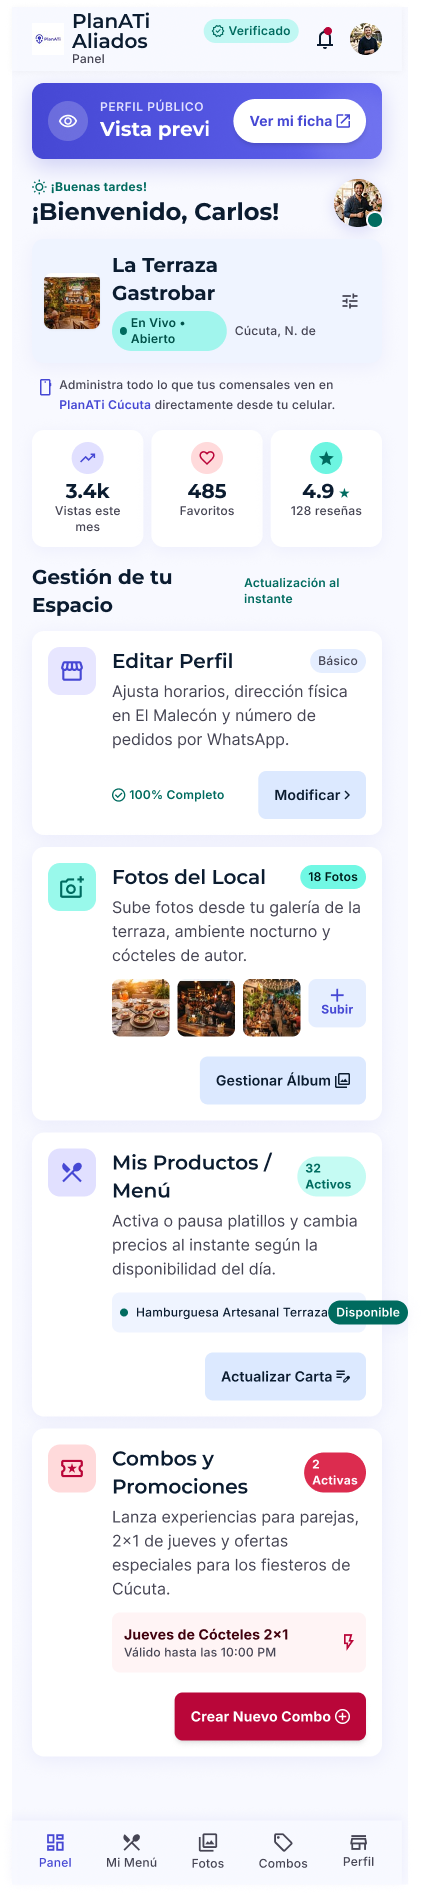 PlanATi
PlanATi
Aliados
Panel
Verificado
PERFIL PÚBLICO
Vista previ
Ver mi ficha
¡Buenas tardes!
¡Bienvenido, Carlos!
La Terraza
Gastrobar
En Vivo •
Abierto
Cúcuta, N. de
Administra todo lo que tus comensales ven en
PlanATi Cúcuta directamente desde tu celular.
3.4k
Vistas este
mes
485
Favoritos
4.9 ★
128 reseñas
Gestión de tu
Espacio
Actualización al
instante
Editar Perfil
Básico
Ajusta horarios, dirección física
en El Malecón y número de
pedidos por WhatsApp.
100% Completo
Modificar
Fotos del Local
18 Fotos
Sube fotos desde tu galería de la
terraza, ambiente nocturno y
cócteles de autor.
Subir
Gestionar Álbum
Mis Productos /
Menú
32
Activos
Activa o pausa platillos y cambia
precios al instante según la
disponibilidad del día.
Hamburguesa Artesanal Terraza
Disponible
Actualizar Carta
Combos y
Promociones
2
Activas
Lanza experiencias para parejas,
2×1 de jueves y ofertas
especiales para los fiesteros de
Cúcuta.
Jueves de Cócteles 2×1
Válido hasta las 10:00 PM
Crear Nuevo Combo
Panel
Mi Menú
Fotos
Combos
Perfil